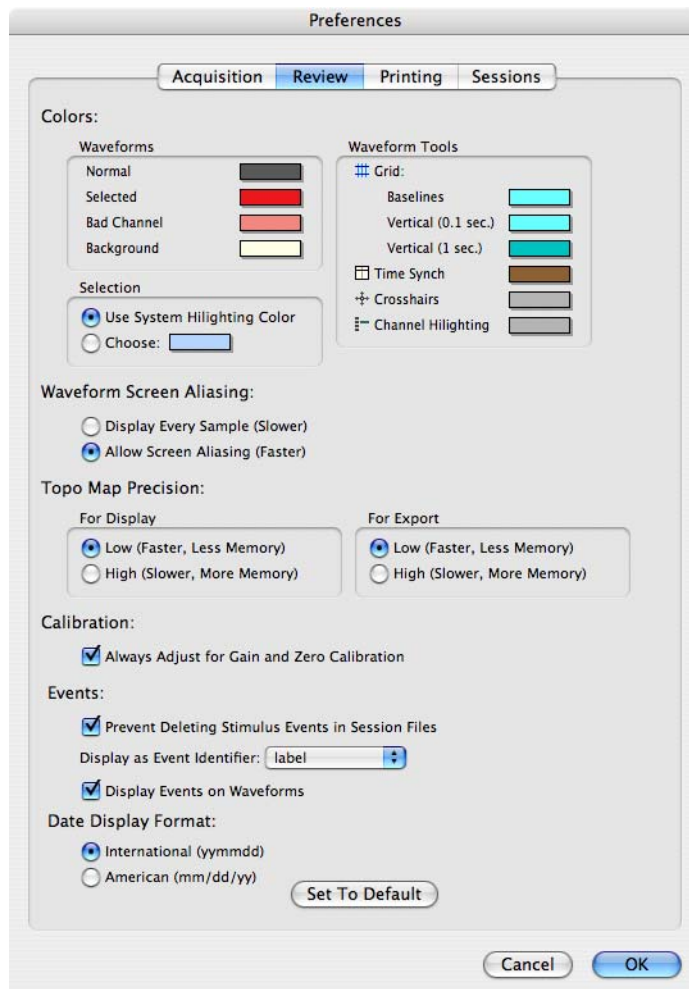 Preferences
Acquisition Review Printing Sessions
Colors:
Waveforms
Normal
Selected
Bad Channel
Background
Selection
Use System Hilighting Color
Choose:
Waveform Tools
Grid:
Baselines
Vertical (0.1 sec.)
Vertical (1 sec.)
Time Synch
Crosshairs
Channel Hilighting
Waveform Screen Aliasing:
Display Every Sample (Slower)
Allow Screen Aliasing (Faster)
Topo Map Precision:
For Display
Low (Faster, Less Memory)
High (Slower, More Memory)
For Export
Low (Faster, Less Memory)
High (Slower, More Memory)
Calibration:
Always Adjust for Gain and Zero Calibration
Events:
Prevent Deleting Stimulus Events in Session Files
Display as Event Identifier: label
Display Events on Waveforms
Date Display Format:
International (yymmdd)
American (mm/dd/yy)
Set To Default
Cancel OK